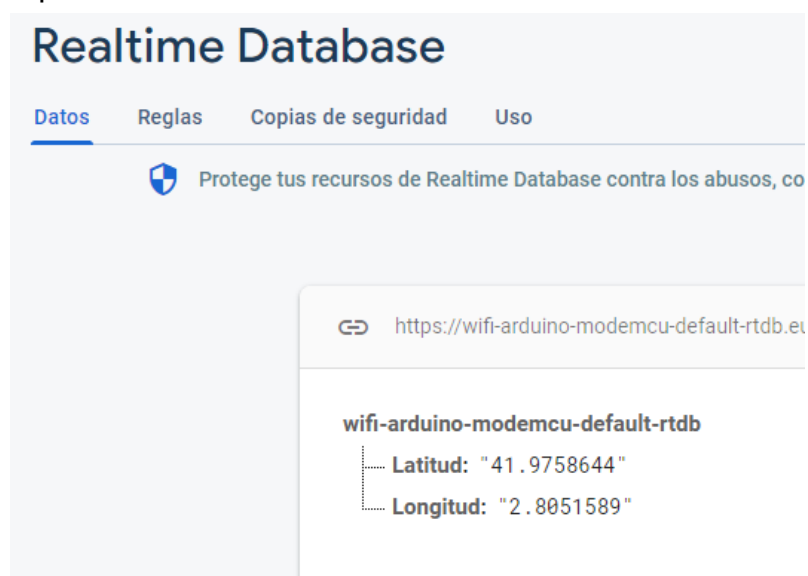 Realtime Database
Datos Reglas Copias de seguridad Uso
Protege tus recursos de Realtime Database contra los abusos, co
https://wifi-arduino-modemcu-default-rtdb.eu
wifi-arduino-modemcu-default-rtdb
Latitud: "41.9758644"
Longitud: "2.8051589"